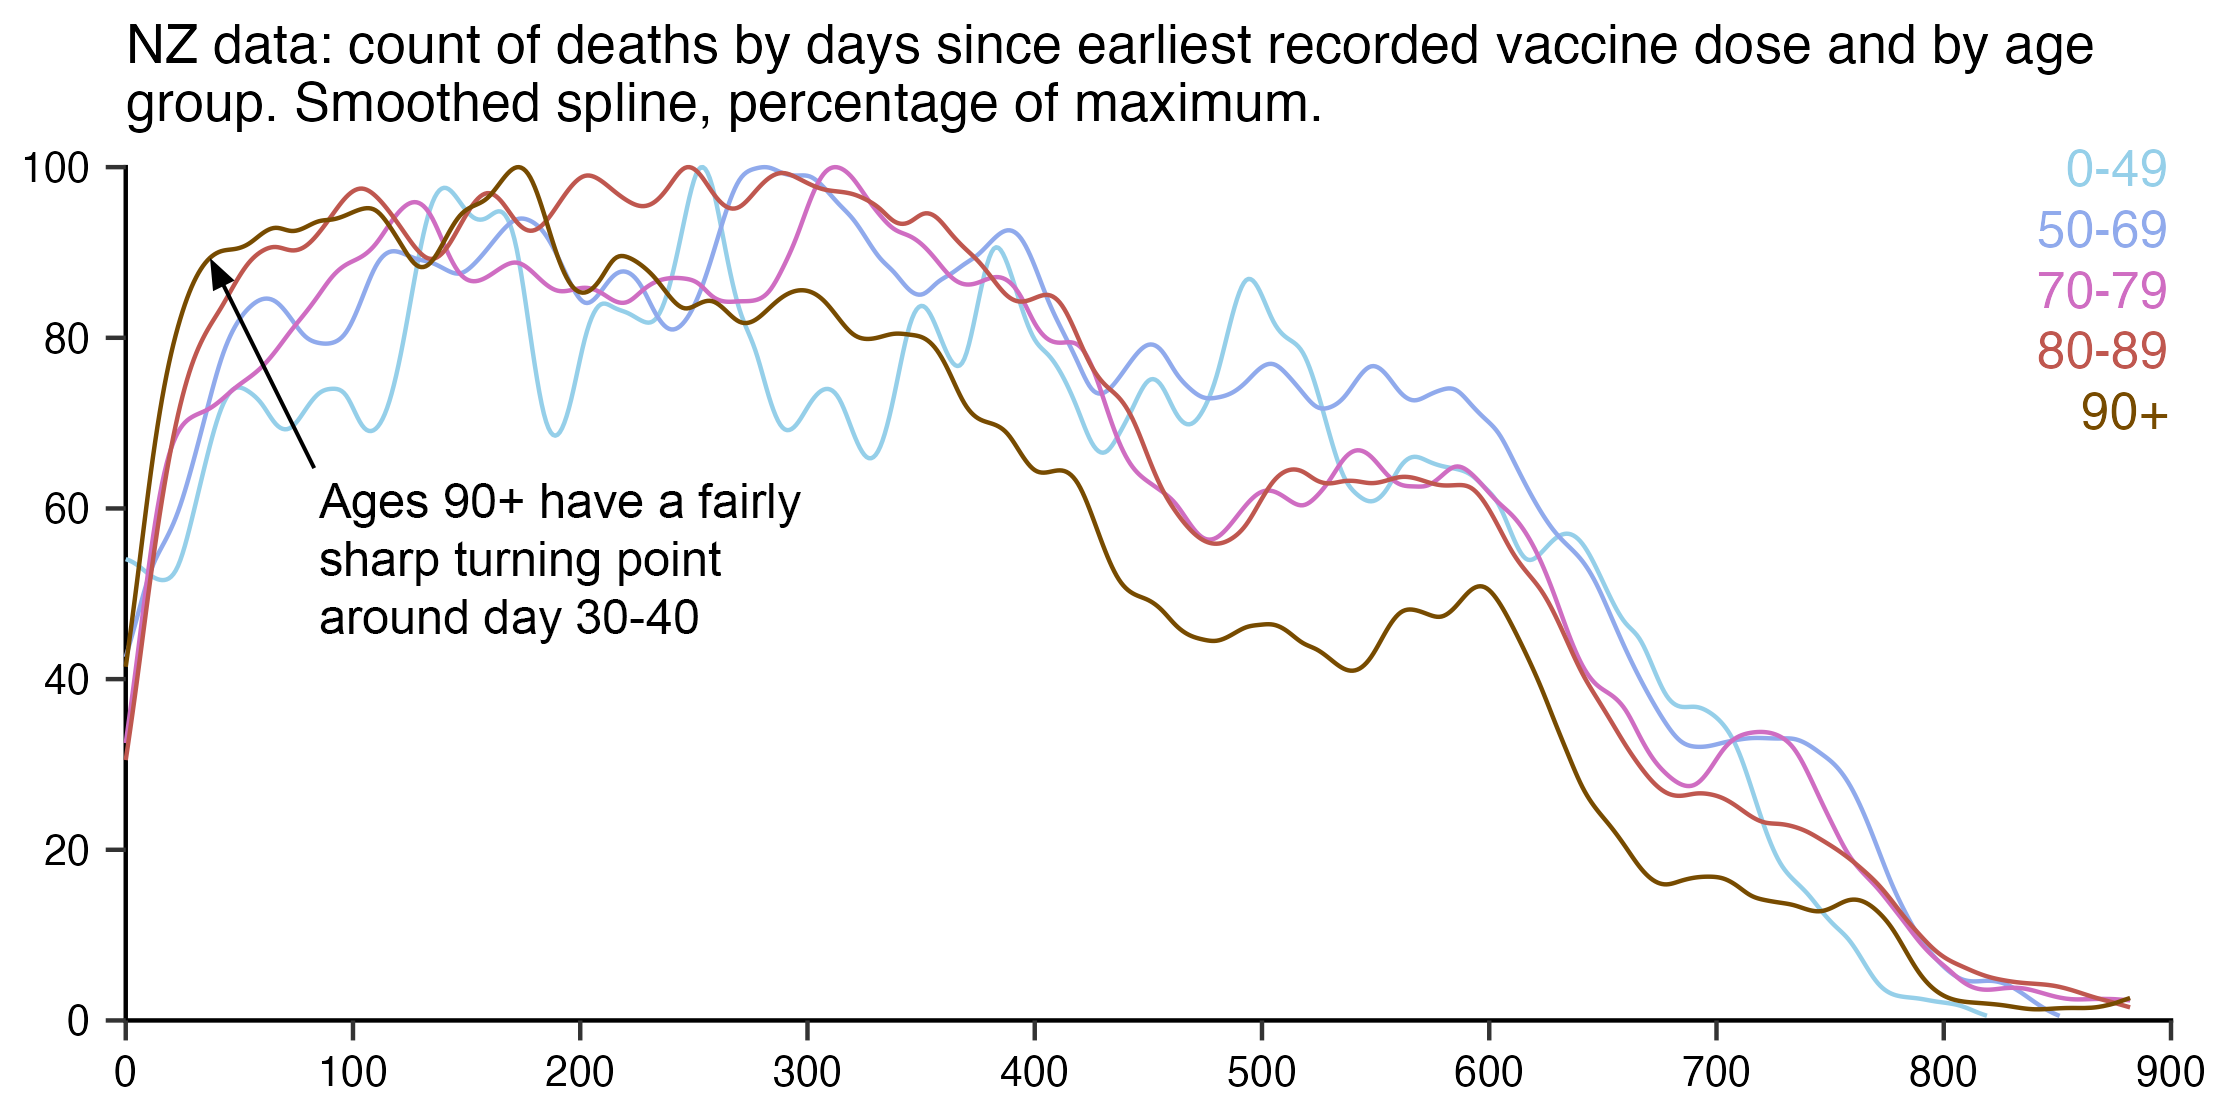 NZ data: count of deaths by days since earliest recorded vaccine dose and by age
group. Smoothed spline, percentage of maximum.
100
80
60
40
20
0
0-49
50-69
70-79
80-89
90+
Ages 90+ have a fairly
sharp turning point
around day 30-40
0 100 200 300 400 500 600 700 800 900